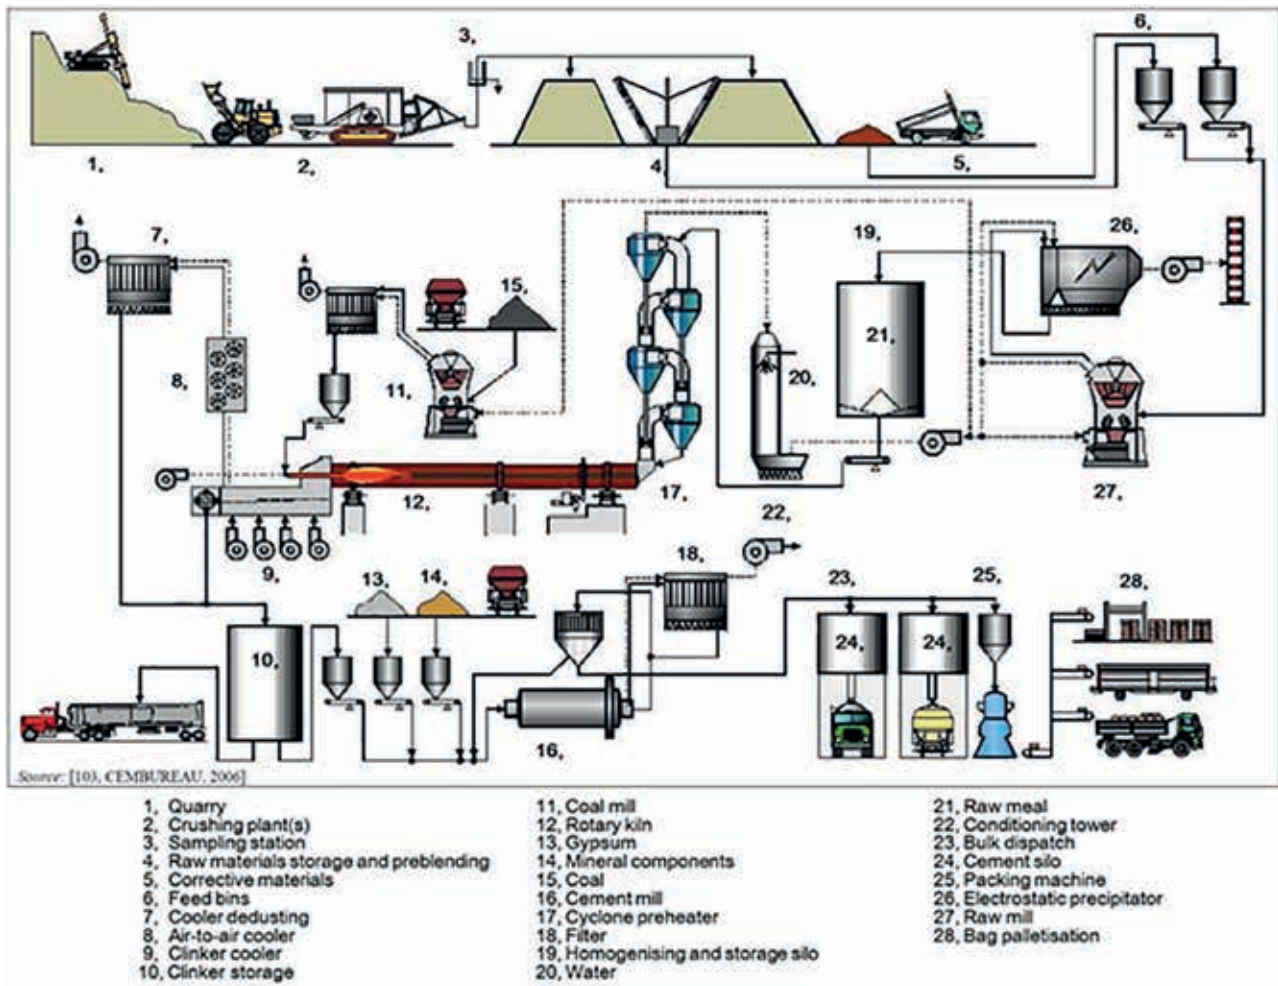 6,
3,
1,
2,
4,
5,
7,
19,
26,
15,
21,
8,
11,
20,
12,
17,
27,
22,
9,
13,
14,
18,
23,
25,
28,
10,
24,
24,
16,
Source: [103, CEMBUREAU, 2006]
1, Quarry
2, Crushing plant(s)
3, Sampling station
4, Raw materials storage and preblending
5, Corrective materials
6, Feed bins
7, Cooler dedusting
8, Air-to-air cooler
9, Clinker cooler
10, Clinker storage
11, Coal mill
12, Rotary kiln
13, Gypsum
14, Mineral components
15, Coal
16, Cement mill
17, Cyclone preheater
18, Filter
19, Homogenising and storage silo
20, Water
21, Raw meal
22, Conditioning tower
23, Bulk dispatch
24, Cement silo
25, Packing machine
26, Electrostatic precipitator
27, Raw mill
28, Bag palletisation